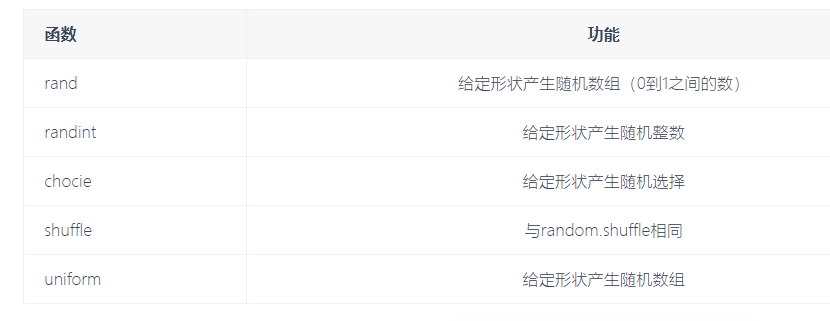 函数 功能
rand 给定形状产生随机数组（0到1之间的数）
randint 给定形状产生随机整数
chocie 给定形状产生随机选择
shuffle 与random.shuffle相同
uniform 给定形状产生随机数组